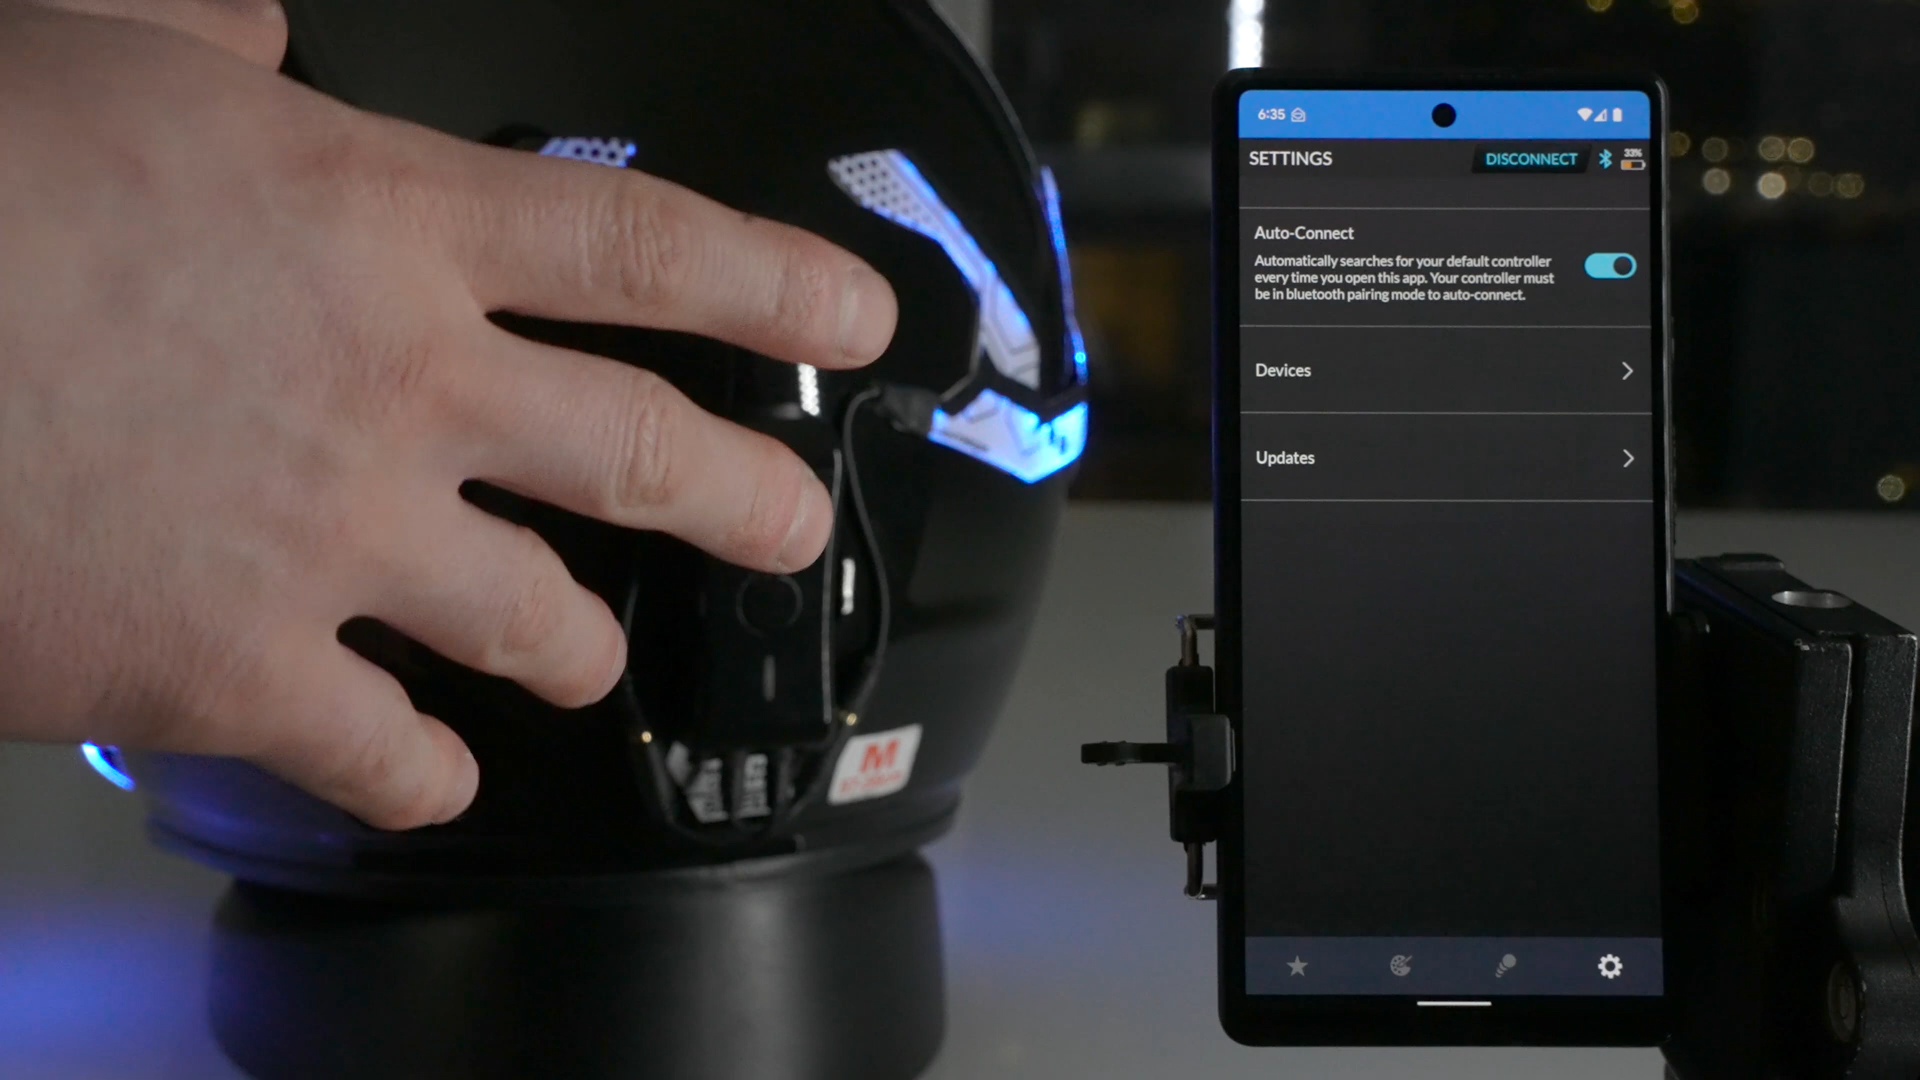 6:35
SETTINGS
DISCONNECT
33%
Auto-Connect
Automatically searches for your default controller
every time you open this app. Your controller must
be in bluetooth pairing mode to auto-connect.
Devices
Updates
M